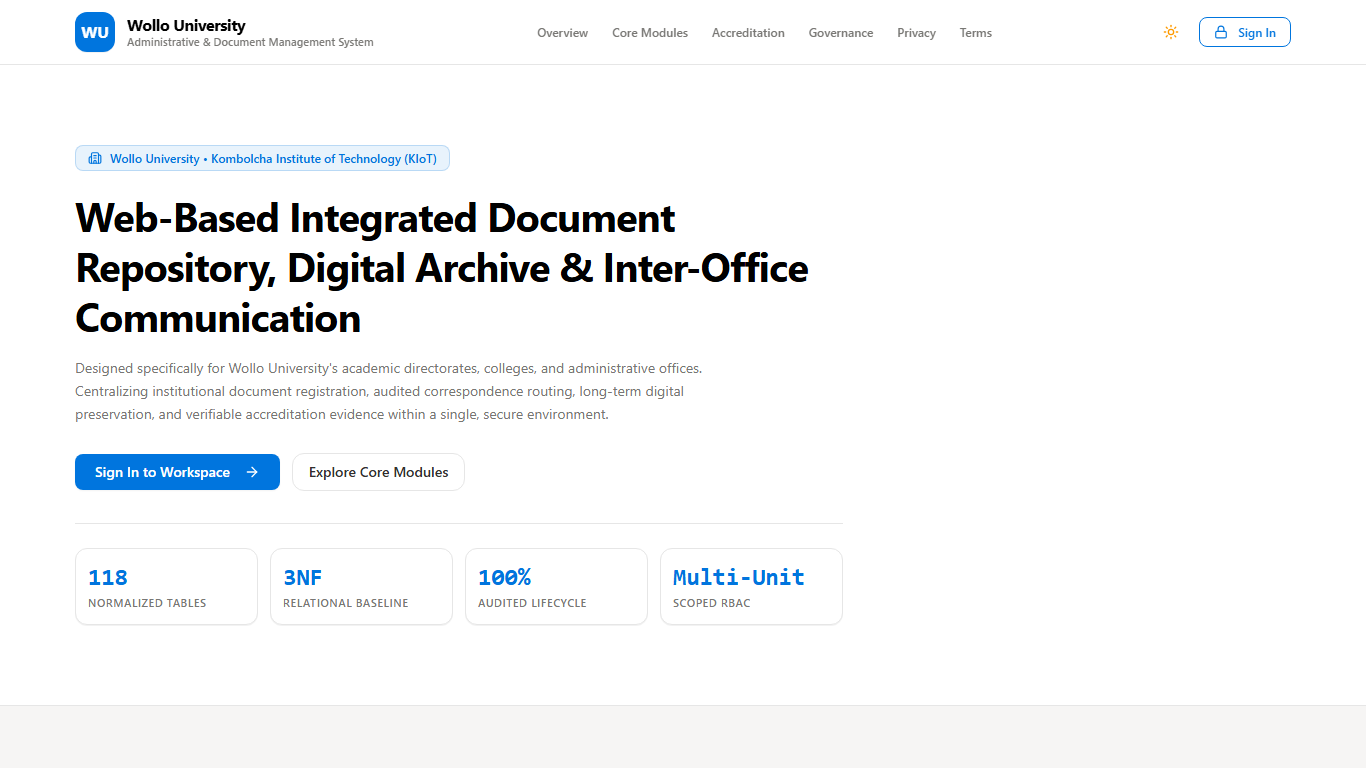 WU
Wollo University
Administrative & Document Management System
Overview
Core Modules
Accreditation
Governance
Privacy
Terms
Sign In
Wollo University • Kombolcha Institute of Technology (KIoT)
Web-Based Integrated Document
Repository, Digital Archive & Inter-Office
Communication
Designed specifically for Wollo University's academic directorates, colleges, and administrative offices.
Centralizing institutional document registration, audited correspondence routing, long-term digital
preservation, and verifiable accreditation evidence within a single, secure environment.
Sign In to Workspace
Explore Core Modules
118
NORMALIZED TABLES
3NF
RELATIONAL BASELINE
100%
AUDITED LIFECYCLE
Multi-Unit
SCOPED RBAC